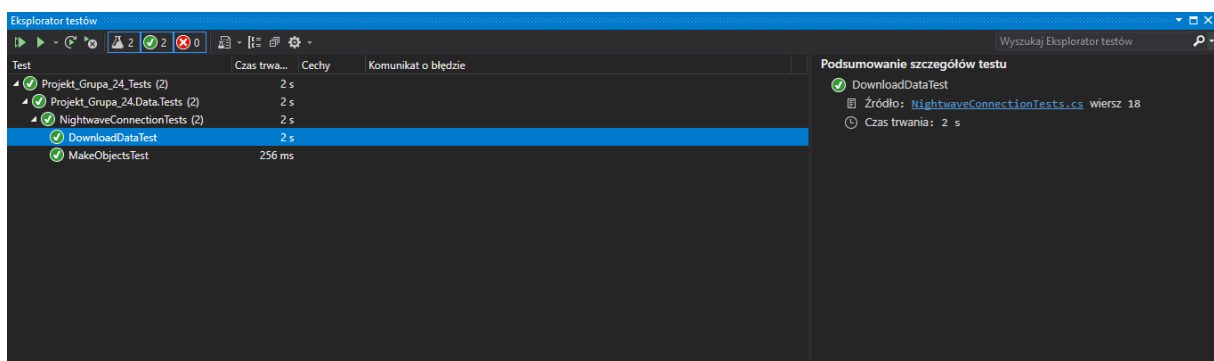 Eksplorator testów
2 2 0
Wyszukaj Eksplorator testów
Test Czas trwa... Cechy Komunikat o błędzie
Projekt_Grupa_24_Tests (2) 2 s
Projekt_Grupa_24.Data.Tests (2) 2 s
NightwaveConnectionTests (2) 2 s
DownloadDataTest 2 s
MakeObjectsTest 256 ms
Podsumowanie szczegółów testu
DownloadDataTest
Źródło: NightwaveConnectionTests.cs wiersz 18
Czas trwania: 2 s